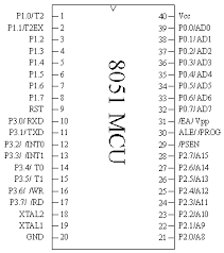 P1.0/T2 1 40 Vcc
P1.1/T2EX 2 39 P0.0/AD0
P1.2 3 38 P0.1/AD1
P1.3 4 37 P0.2/AD2
P1.4 5 36 P0.3/AD3
P1.5 6 35 P0.4/AD4
P1.6 7 34 P0.5/AD5
P1.7 8 33 P0.6/AD6
RST 9 32 P0.7/AD7
P3.0/RXD 10 31 /EA/ Vpp
P3.1/TXD 11 30 ALE/ /PROG
P3.2/ /INT0 12 29 /PSEN
P3.3/ /INT1 13 28 P2.7/A15
P3.4/ T0 14 27 P2.6/A14
P3.5/ T1 15 26 P2.5/A13
P3.6/ /WR 16 25 P2.4/A12
P3.7/ /RD 17 24 P2.3/A11
XTAL2 18 23 P2.2/A10
XTAL1 19 22 P2.1/A9
GND 20 21 P2.0/A8
8051 MCU